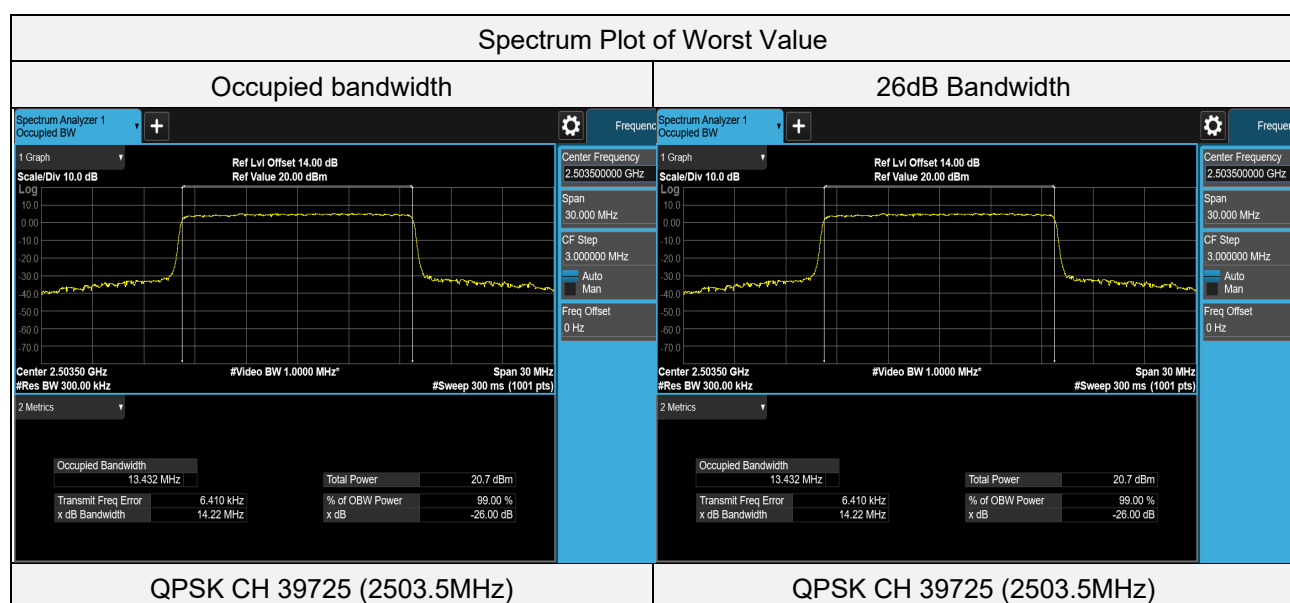 Spectrum Plot of Worst Value
Occupied bandwidth
26dB Bandwidth
Spectrum Analyzer 1
Occupied BW
Frequenc
1 Graph
Scale/Div 10.0 dB
Ref Lvl Offset 14.00 dB
Ref Value 20.00 dBm
Log
10.0
0.00
-10.0
-20.0
-30.0
-40.0
-50.0
-60.0
-70.0
Center 2.50350 GHz
#Res BW 300.00 kHz
#Video BW 1.0000 MHz*
Span 30 MHz
#Sweep 300 ms (1001 pts)
Center Frequency
2.503500000 GHz
Span
30.000 MHz
CF Step
3.000000 MHz
Auto
Man
Freq Offset
0 Hz
2 Metrics
Occupied Bandwidth
13.432 MHz
Transmit Freq Error 6.410 kHz
x dB Bandwidth 14.22 MHz
Total Power 20.7 dBm
% of OBW Power 99.00 %
x dB -26.00 dB
Spectrum Analyzer 1
Occupied BW
Frequen
1 Graph
Scale/Div 10.0 dB
Ref Lvl Offset 14.00 dB
Ref Value 20.00 dBm
Log
10.0
0.00
-10.0
-20.0
-30.0
-40.0
-50.0
-60.0
-70.0
Center 2.50350 GHz
#Res BW 300.00 kHz
#Video BW 1.0000 MHz*
Span 30 MHz
#Sweep 300 ms (1001 pts)
Center Frequency
2.503500000 GHz
Span
30.000 MHz
CF Step
3.000000 MHz
Auto
Man
Freq Offset
0 Hz
2 Metrics
Occupied Bandwidth
13.432 MHz
Transmit Freq Error 6.410 kHz
x dB Bandwidth 14.22 MHz
Total Power 20.7 dBm
% of OBW Power 99.00 %
x dB -26.00 dB
QPSK CH 39725 (2503.5MHz)
QPSK CH 39725 (2503.5MHz)